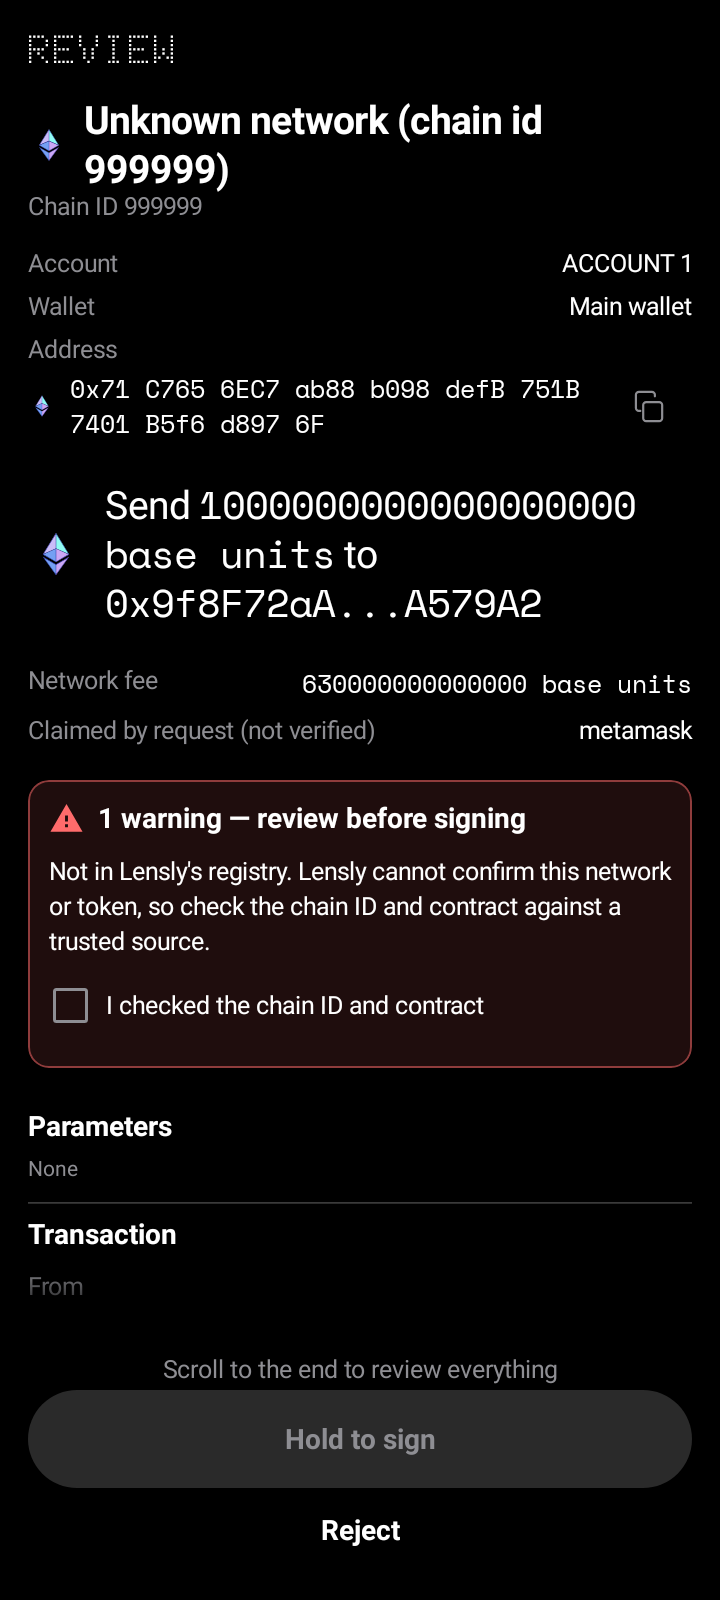 REVIEW
Unknown network (chain id
999999)
Chain ID 999999
Account ACCOUNT 1
Wallet Main wallet
Address
0x71 C765 6EC7 ab88 b098 defB 751B
7401 B5f6 d897 6F
Send 1000000000000000000
base units to
0x9f8F72aA...A579A2
Network fee 630000000000000 base units
Claimed by request (not verified) metamask
1 warning — review before signing
Not in Lensly's registry. Lensly cannot confirm this network
or token, so check the chain ID and contract against a
trusted source.
I checked the chain ID and contract
Parameters
None
Transaction
From
Scroll to the end to review everything
Hold to sign
Reject